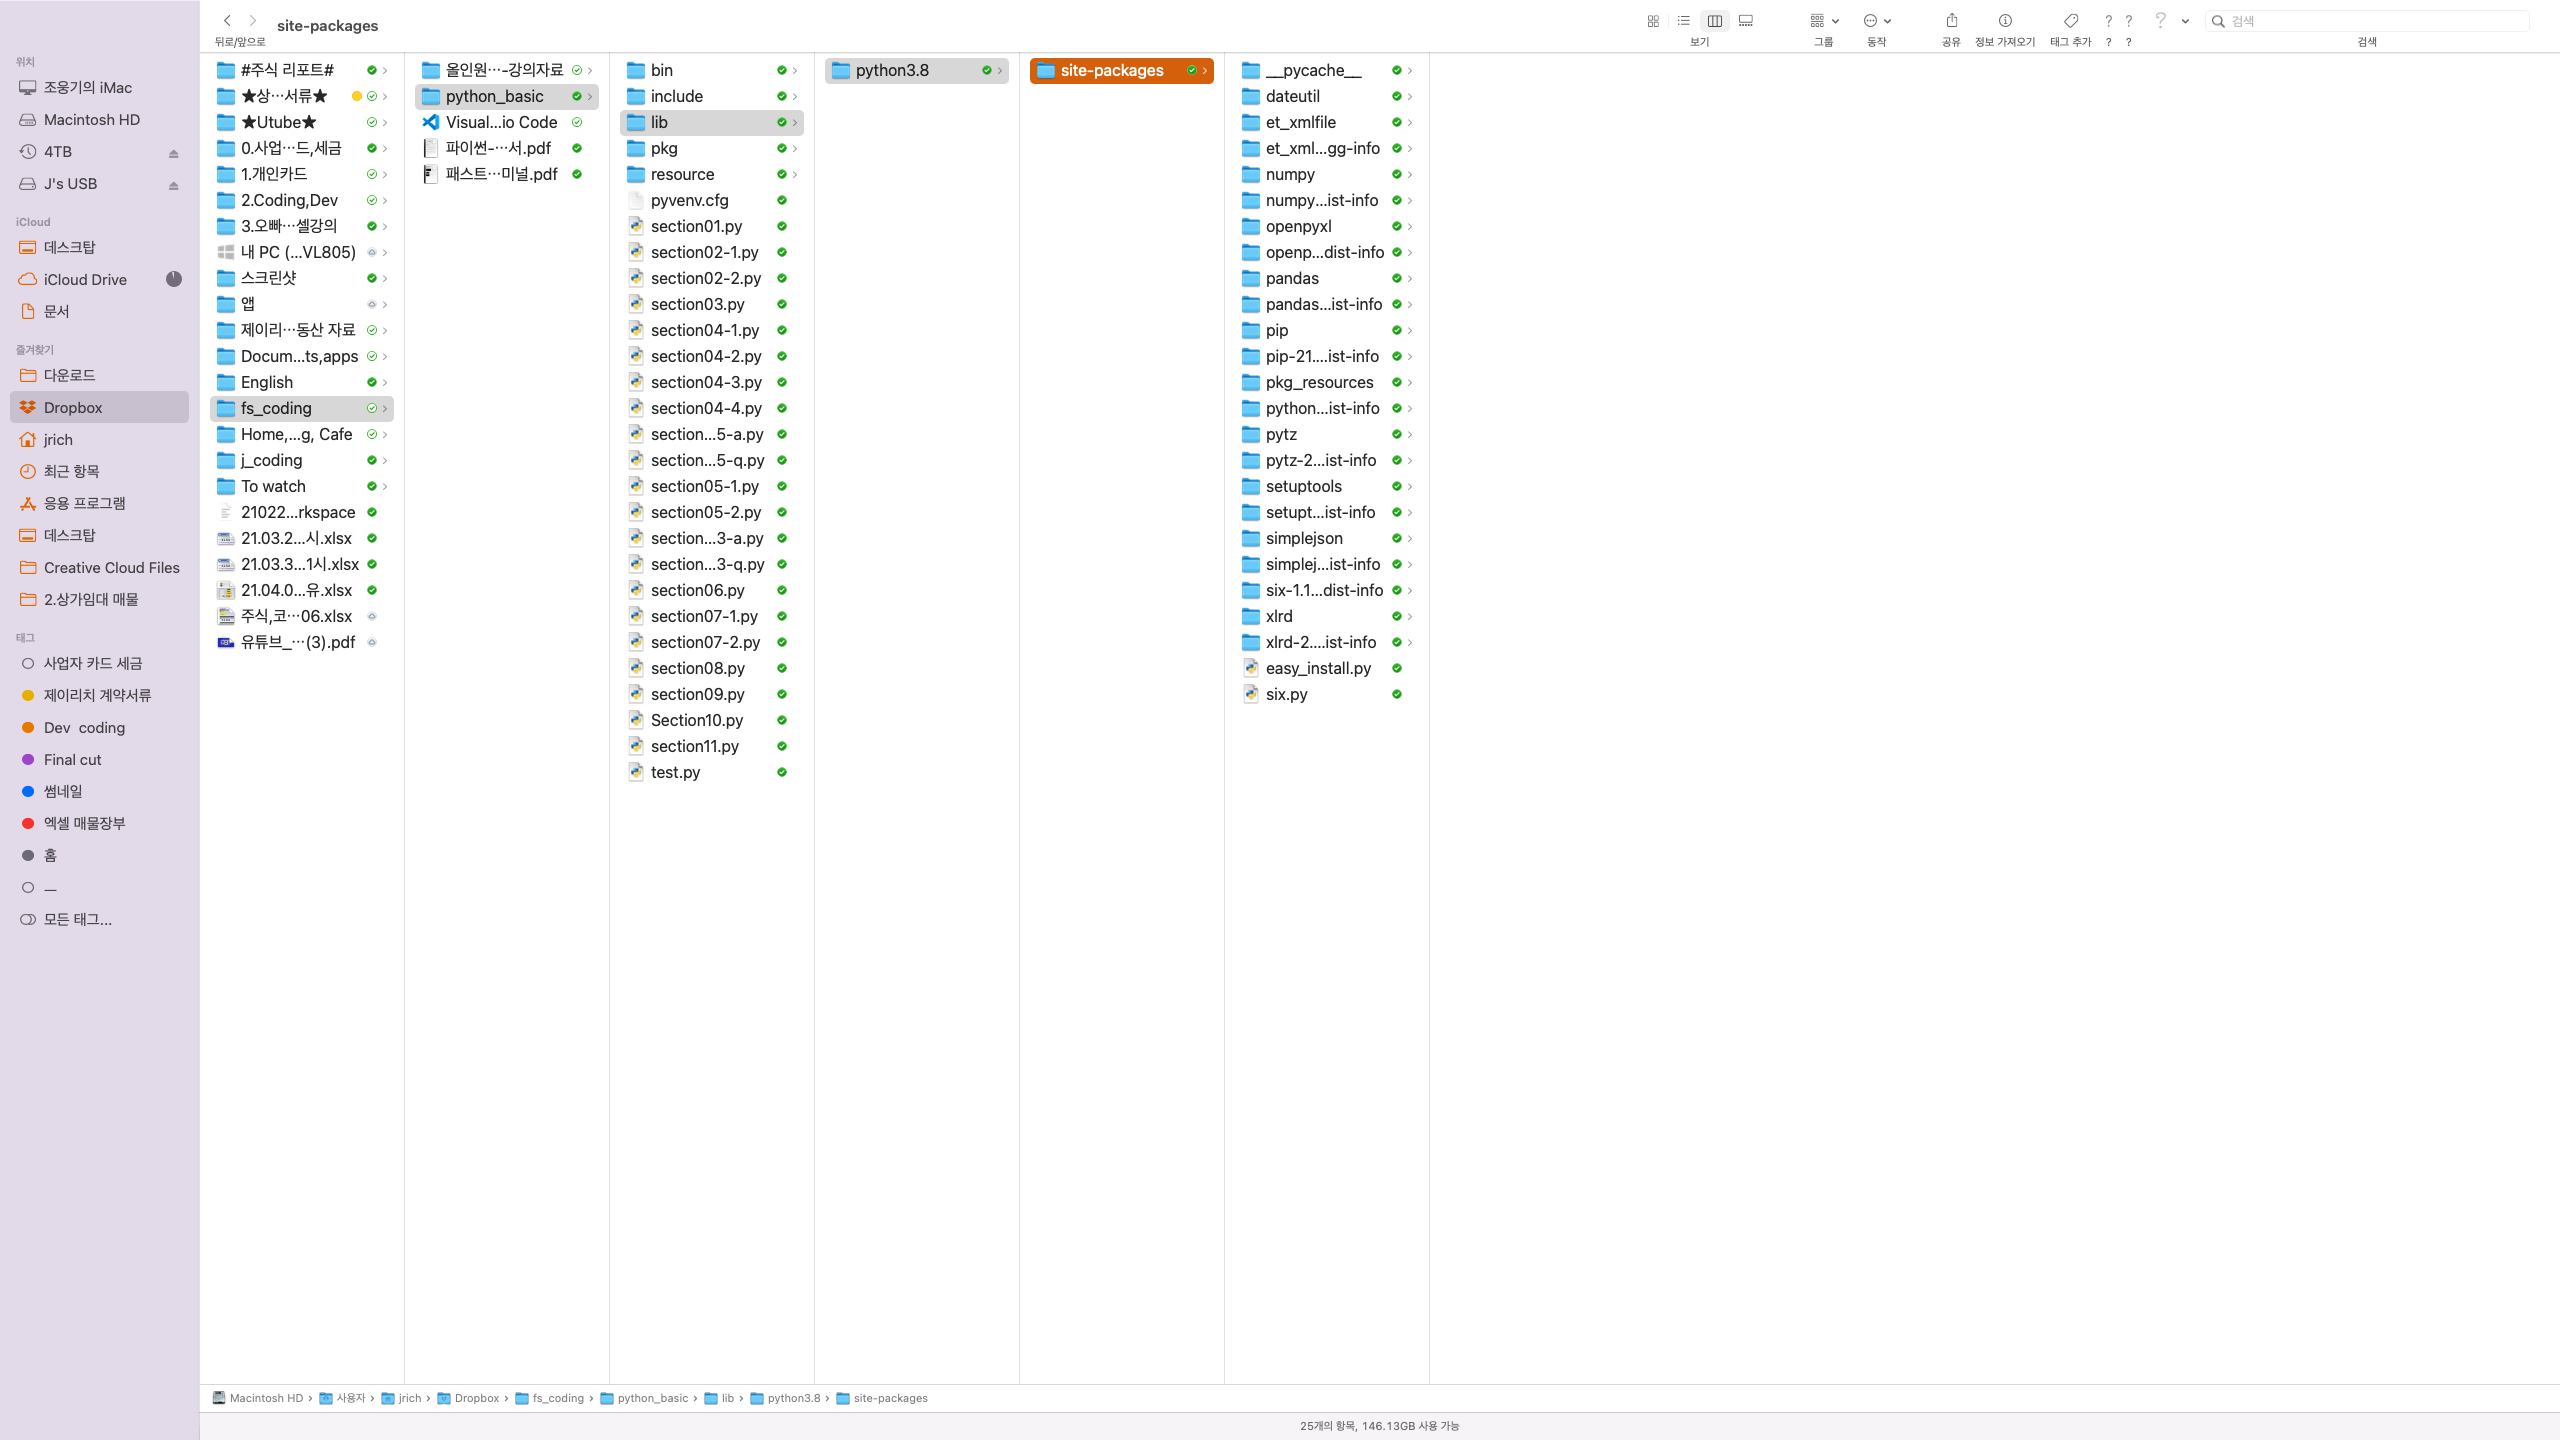 site-packages
뒤로/앞으로
보기
그룹
동작
공유
정보 가져오기
태그 추가
?
?
검색
검색
위치
조웅기의 iMac
Macintosh HD
4TB
J's USB
iCloud
데스크탑
iCloud Drive
문서
즐겨찾기
다운로드
Dropbox
jrich
최근 항목
응용 프로그램
데스크탑
Creative Cloud Files
2.상가임대 매물
태그
사업자 카드 세금
제이리치 계약서류
Dev coding
Final cut
썸네일
엑셀 매물장부
홈
ㅡ
모든 태그...
#주식 리포트#
★상…서류★
★Utube★
0.사업…드,세금
1.개인카드
2.Coding,Dev
3.오빠…셀강의
내 PC (...VL805)
스크린샷
앱
제이리…동산 자료
Docum...ts,apps
English
fs_coding
Home,...g, Cafe
j_coding
To watch
21022...rkspace
21.03.2...시.xlsx
21.03.3...1시.xlsx
21.04.0...유.xlsx
주식,코…06.xlsx
유튜브_…(3).pdf
올인원…-강의자료
python_basic
Visual...io Code
파이썬-…서.pdf
패스트…미널.pdf
bin
include
lib
pkg
resource
pyvenv.cfg
section01.py
section02-1.py
section02-2.py
section03.py
section04-1.py
section04-2.py
section04-3.py
section04-4.py
section...5-a.py
section...5-q.py
section05-1.py
section05-2.py
section...3-a.py
section...3-q.py
section06.py
section07-1.py
section07-2.py
section08.py
section09.py
Section10.py
section11.py
test.py
python3.8
site-packages
__pycache__
dateutil
et_xmlfile
et_xml...gg-info
numpy
numpy...ist-info
openpyxl
openp...dist-info
pandas
pandas...ist-info
pip
pip-21....ist-info
pkg_resources
python...ist-info
pytz
pytz-2...ist-info
setuptools
setupt...ist-info
simplejson
simplej...ist-info
six-1.1...dist-info
xlrd
xlrd-2....ist-info
easy_install.py
six.py
Macintosh HD › 사용자 › jrich › Dropbox › fs_coding › python_basic › lib › python3.8 › site-packages
25개의 항목, 146.13GB 사용 가능